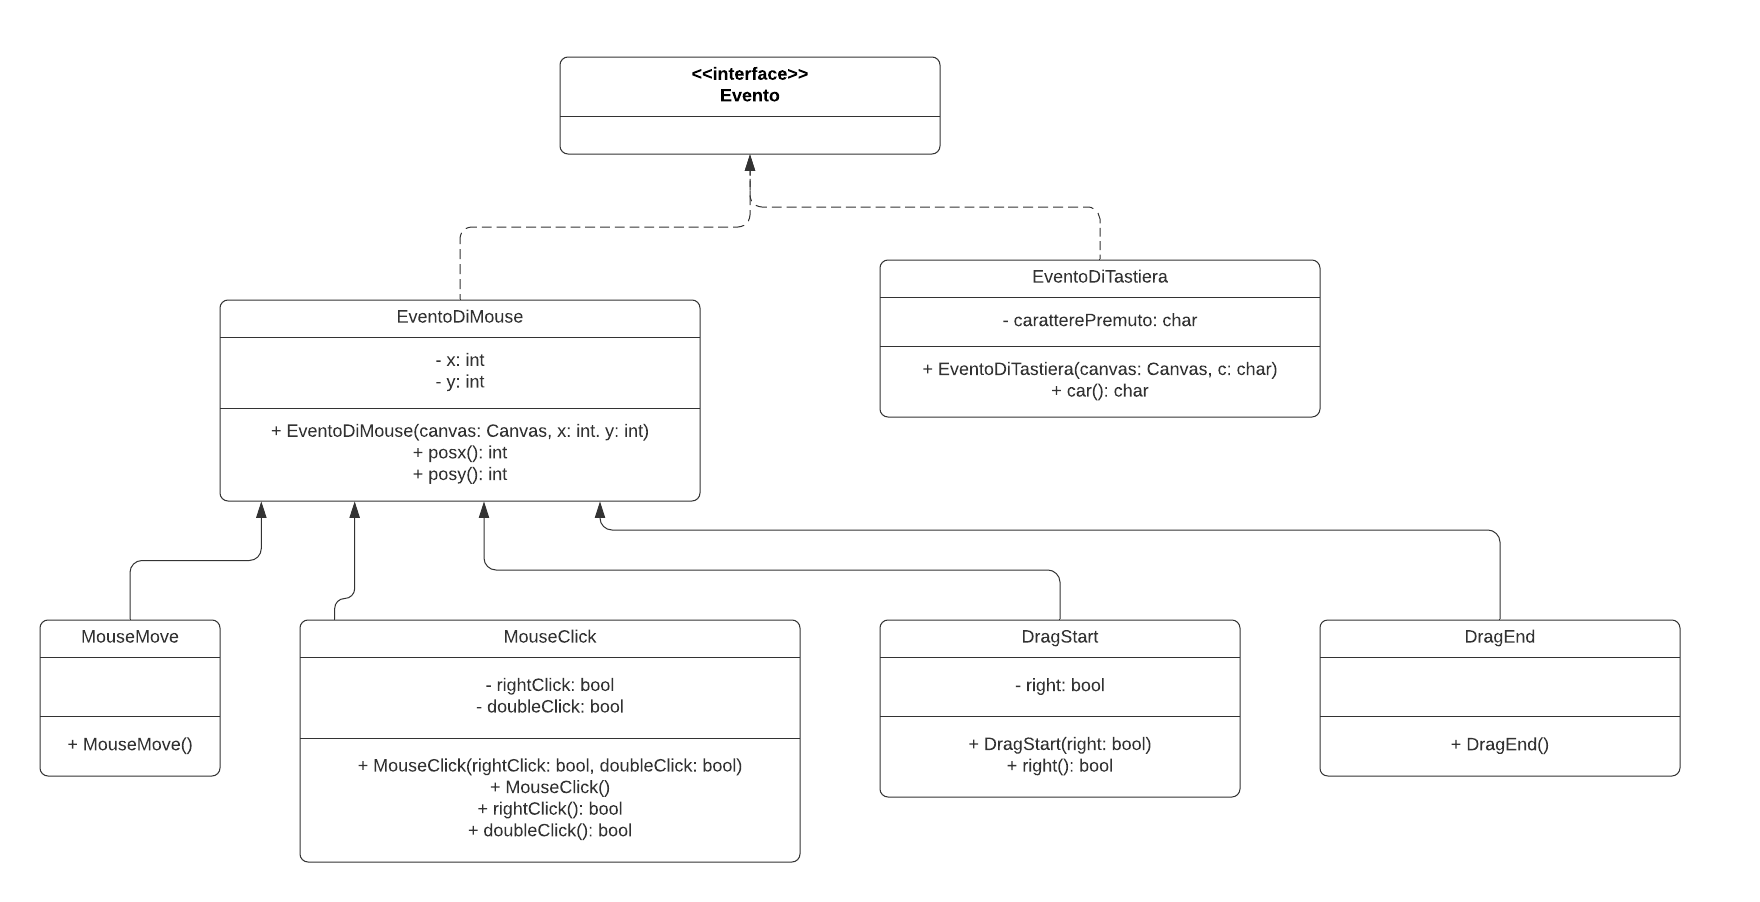 <<interface>>
Evento
EventoDiTastiera
- caratterePremuto: char
+ EventoDiTastiera(canvas: Canvas, c: char)
+ car(): char
EventoDiMouse
- x: int
- y: int
+ EventoDiMouse(canvas: Canvas, x: int. y: int)
+ posx(): int
+ posy(): int
MouseMove
+ MouseMove()
MouseClick
- rightClick: bool
- doubleClick: bool
+ MouseClick(rightClick: bool, doubleClick: bool)
+ MouseClick()
+ rightClick(): bool
+ doubleClick(): bool
DragStart
- right: bool
+ DragStart(right: bool)
+ right(): bool
DragEnd
+ DragEnd()